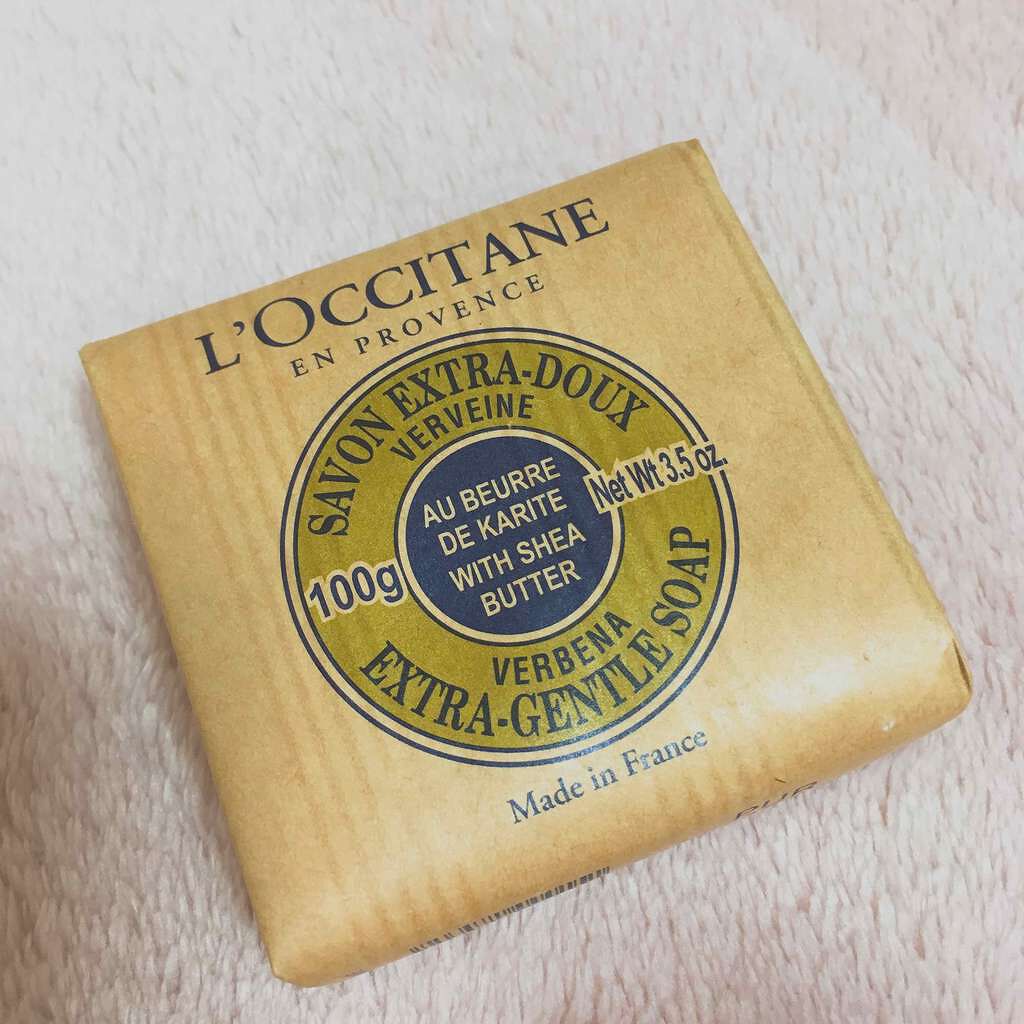 L'OCCITANE
EN PROVENCE
SAVON EXTRA-DOUX
VERVEINE
AU BEURRE
DE KARITE
WITH SHEA
BUTTER
Net Wt 3.5 oz.
100g
VERBENA
EXTRA-GENTLE SOAP
Made in France